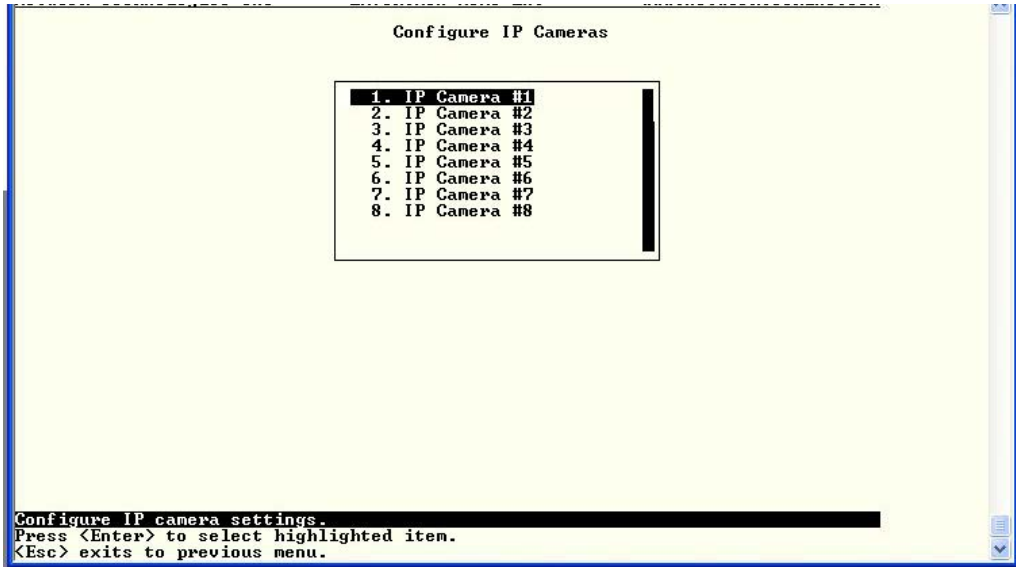 Configure IP Cameras
1. IP Camera #1
2. IP Camera #2
3. IP Camera #3
4. IP Camera #4
5. IP Camera #5
6. IP Camera #6
7. IP Camera #7
8. IP Camera #8
Configure IP camera settings.
Press <Enter> to select highlighted item.
<Esc> exits to previous menu.